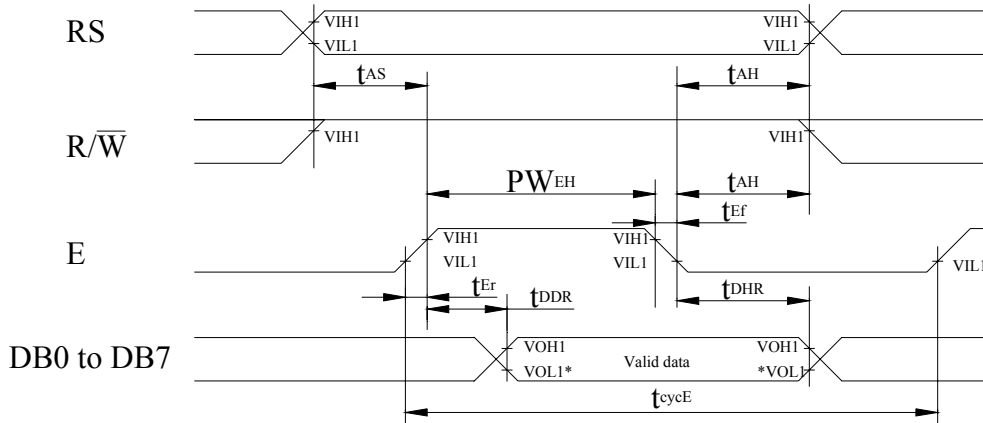 RS
VIH1
VIL1
VIH1
VIL1
tAS
tAH
R/W̅
VIH1
VIH1
PWEH
tAH
tEf
E
VIH1
VIL1
VIH1
VIL1
VIL1
tEr
tDDR
tDHR
DB0 to DB7
VOH1
VOL1*
Valid data
VOH1
*VOL1
tcycE